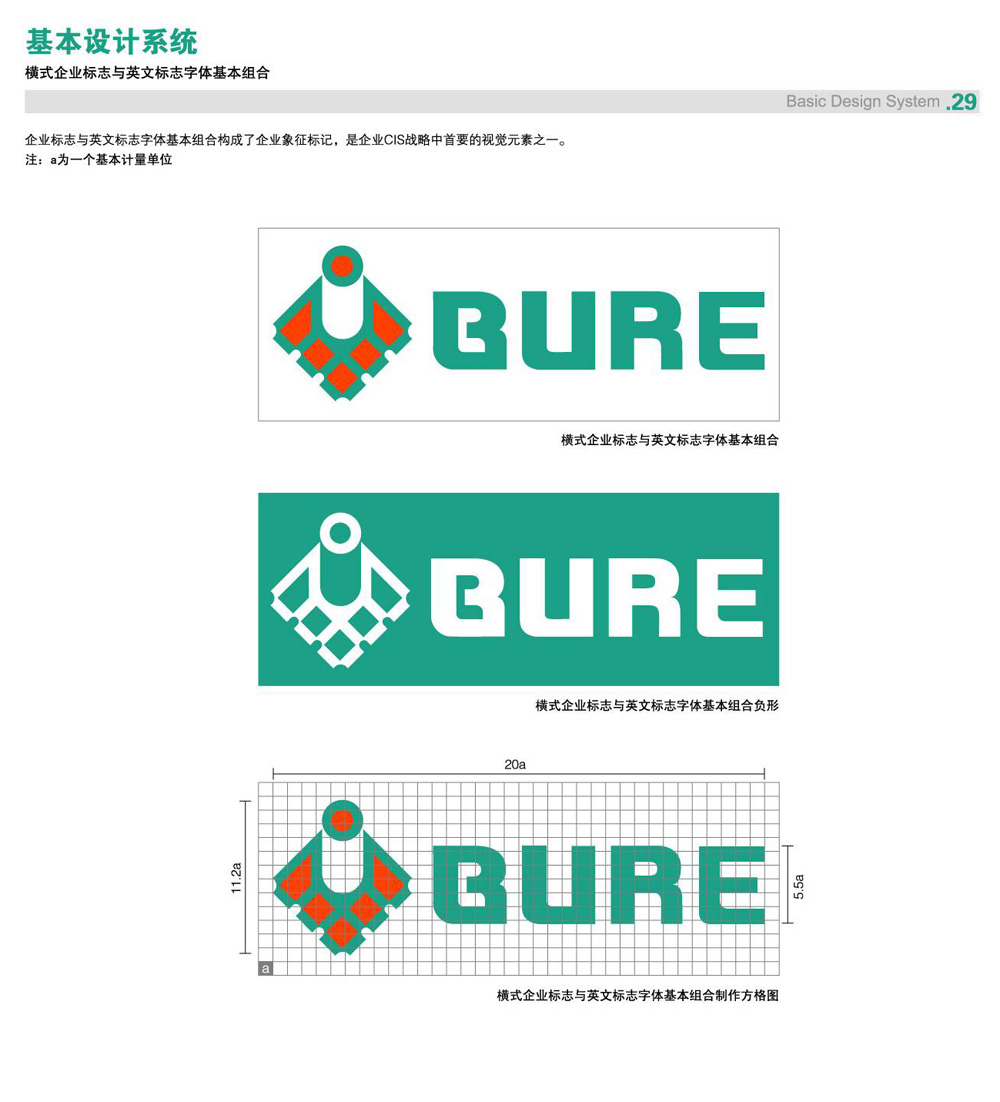 基本设计系统
横式企业标志与英文标志字体基本组合
Basic Design System .29
企业标志与英文标志字体基本组合构成了企业象征标记，是企业CIS战略中首要的视觉元素之一。
注：a为一个基本计量单位
BURE
横式企业标志与英文标志字体基本组合
BURE
横式企业标志与英文标志字体基本组合负形
20a
11.2a
BURE
5.5a
a
横式企业标志与英文标志字体基本组合制作方格图